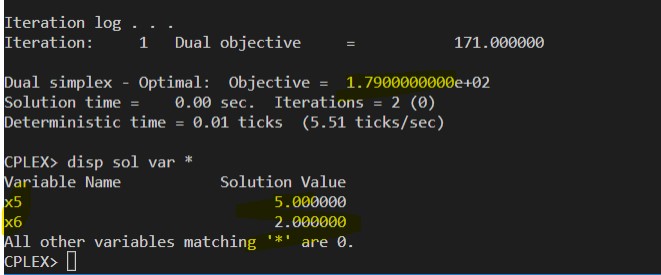 Iteration log . . .
Iteration:     1   Dual objective     =            171.000000
Dual simplex - Optimal:  Objective =  1.7900000000e+02
Solution time =    0.00 sec.  Iterations = 2 (0)
Deterministic time = 0.01 ticks  (5.51 ticks/sec)
CPLEX> disp sol var *
Variable Name           Solution Value
x5                            5.000000
x6                            2.000000
All other variables matching '*' are 0.
CPLEX>